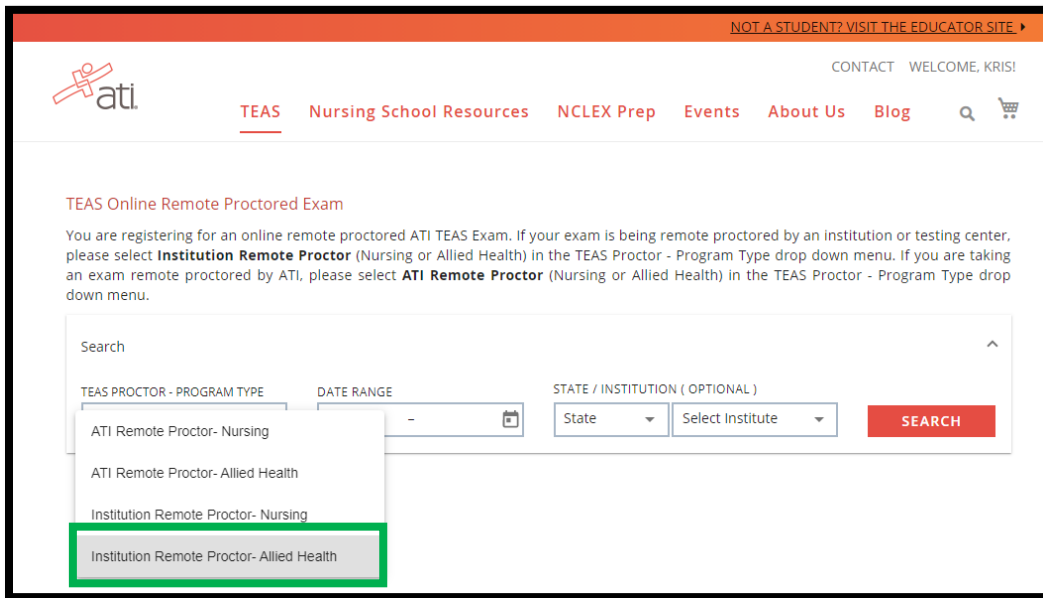 NOT A STUDENT? VISIT THE EDUCATOR SITE
CONTACT WELCOME, KRIS!
ati
TEAS Nursing School Resources NCLEX Prep Events About Us Blog
TEAS Online Remote Proctored Exam
You are registering for an online remote proctored ATI TEAS Exam. If your exam is being remote proctored by an institution or testing center,
please select Institution Remote Proctor (Nursing or Allied Health) in the TEAS Proctor - Program Type drop down menu. If you are taking
an exam remote proctored by ATI, please select ATI Remote Proctor (Nursing or Allied Health) in the TEAS Proctor - Program Type drop
down menu.
Search
TEAS PROCTOR - PROGRAM TYPE DATE RANGE STATE / INSTITUTION ( OPTIONAL )
– State Select Institute SEARCH
ATI Remote Proctor- Nursing
ATI Remote Proctor- Allied Health
Institution Remote Proctor- Nursing
Institution Remote Proctor- Allied Health